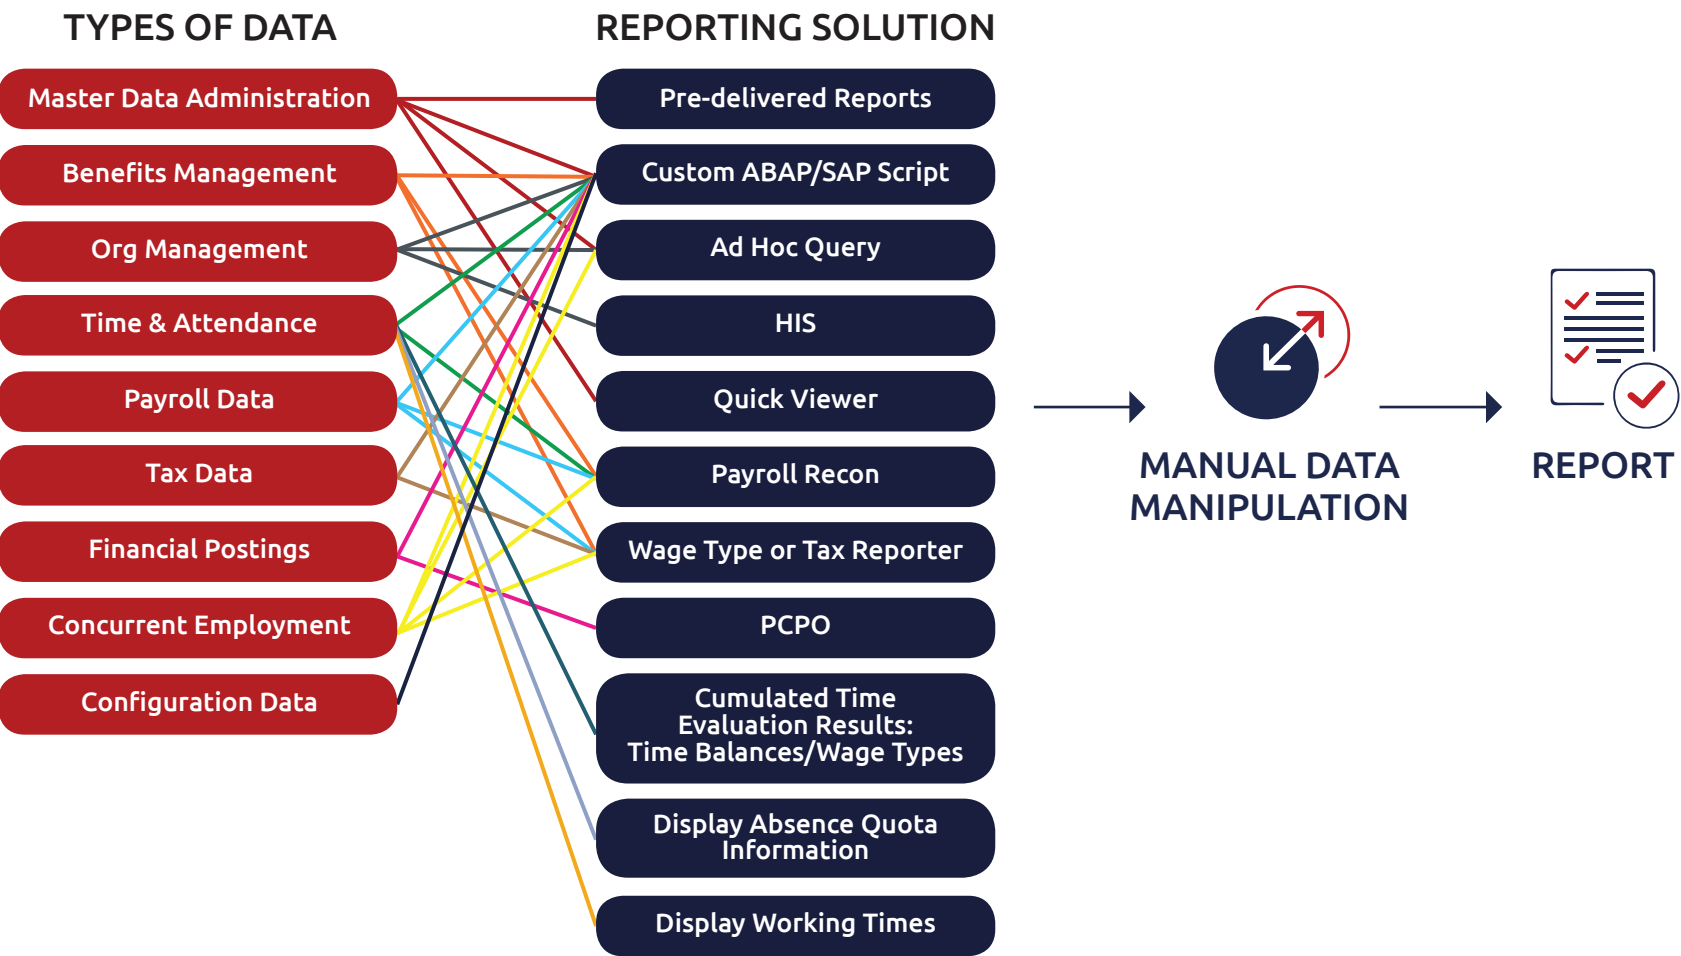 TYPES OF DATA
Master Data Administration
Benefits Management
Org Management
Time & Attendance
Payroll Data
Tax Data
Financial Postings
Concurrent Employment
Configuration Data
REPORTING SOLUTION
Pre-delivered Reports
Custom ABAP/SAP Script
Ad Hoc Query
HIS
Quick Viewer
Payroll Recon
Wage Type or Tax Reporter
PCPO
Cumulated Time
Evaluation Results:
Time Balances/Wage Types
Display Absence Quota
Information
Display Working Times
MANUAL DATA
MANIPULATION
REPORT